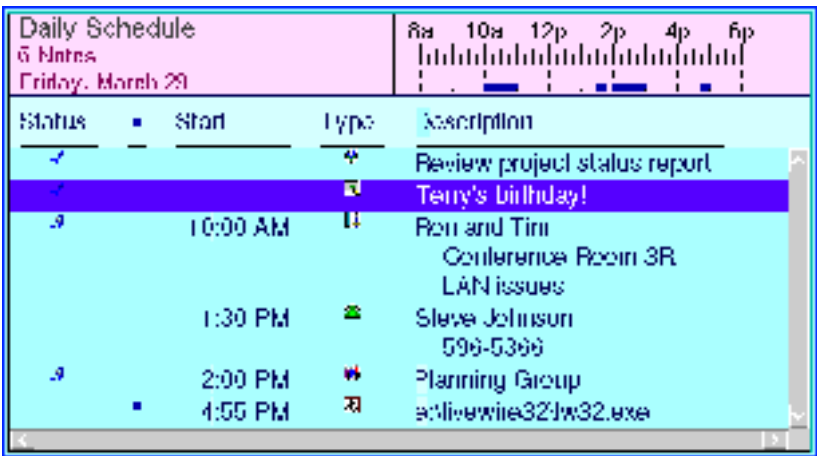 Daily Schedule
8a 10a 12p 2p 4p 6p
6 Notes
Friday, March 29
Status Start Type Description
Review project status report
Terry's birthday!
10:00 AM Ron and Tim
Conference Room 3R
LAN issues
1:30 PM Steve Johnson
596-5366
2:00 PM Planning Group
4:55 PM e:\livewire32\lw32.exe